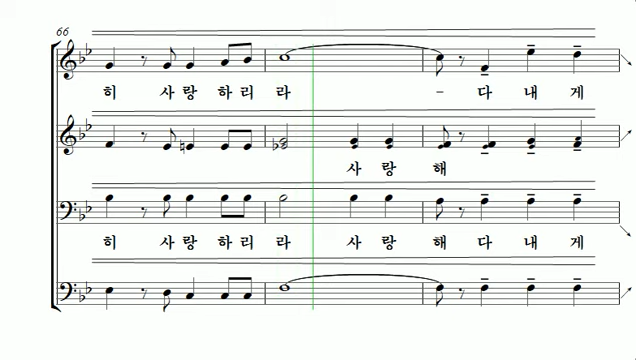 66
히 사랑하리라 - 다 내 게
사 랑 해
히 사랑하리라 사 랑 해 다 내 게